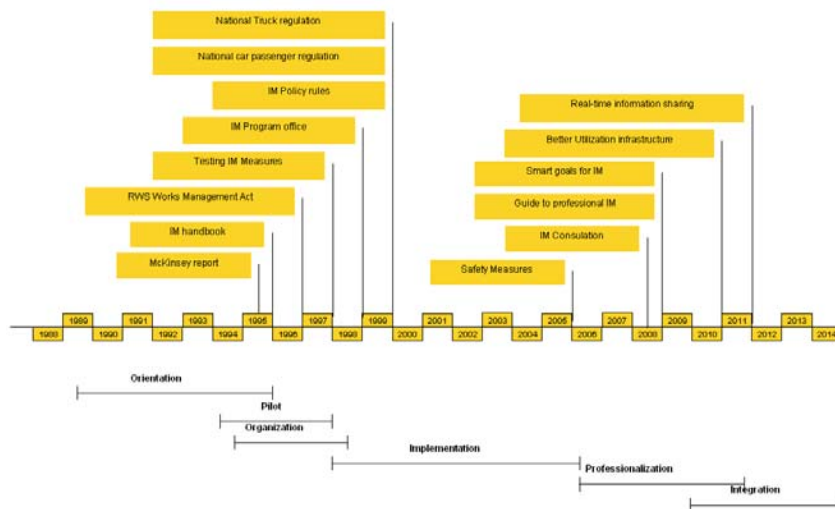 National Truck regulation
National car passenger regulation
IM Policy rules
Real-time information sharing
IM Program office
Better Utilization infrastructure
Testing IM Measures
Smart goals for IM
RWS Works Management Act
Guide to professional IM
IM handbook
IM Consulation
McKinsey report
Safety Measures
1989 1991 1993 1995 1997 1999 2001 2003 2005 2007 2009 2011 2013
1988 1990 1992 1994 1996 1998 2000 2002 2004 2006 2008 2010 2012 2014
Orientation
Pilot
Organization
Implementation
Professionalization
Integration